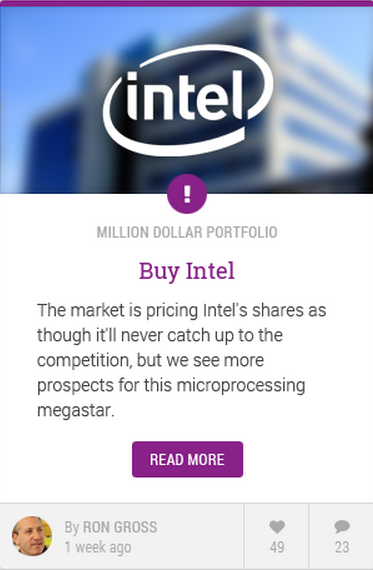 intel
!
MILLION DOLLAR PORTFOLIO
Buy Intel
The market is pricing Intel's shares as
though it'll never catch up to the
competition, but we see more
prospects for this microprocessing
megastar.
READ MORE
By RON GROSS
1 week ago
49
23